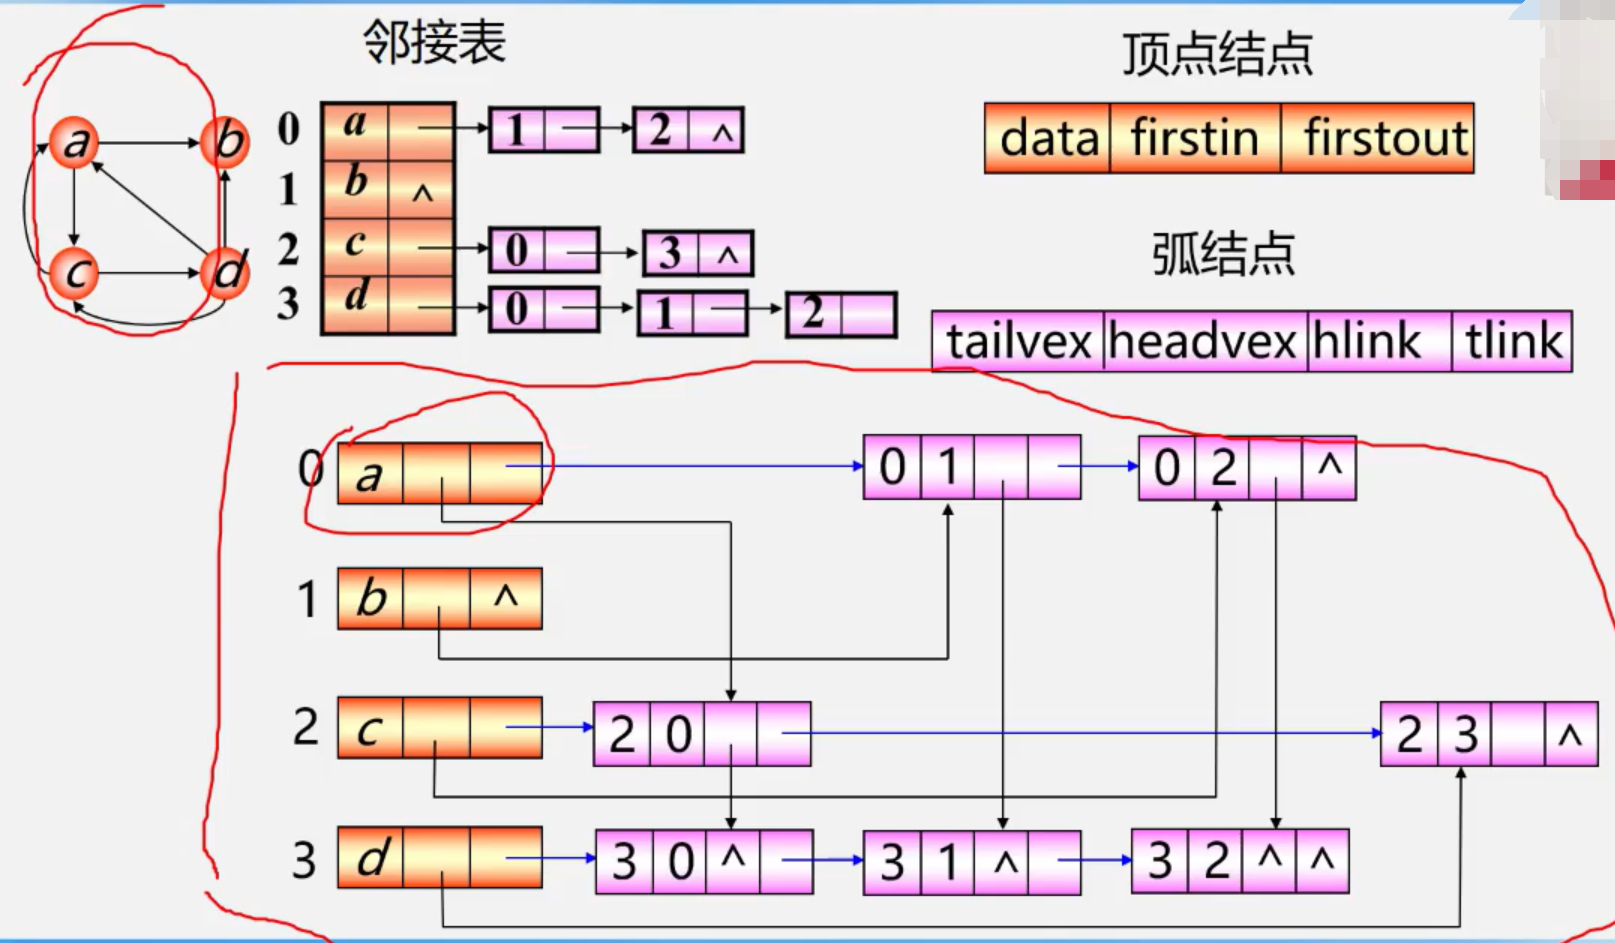 邻接表
顶点结点
a b
c d
0 a 1 2 ^
1 b ^
2 c 0 3 ^
3 d 0 1 2
data firstin firstout
弧结点
tailvex headvex hlink tlink
0 a 0 1 0 2 ^
1 b ^
2 c 2 0 2 3 ^
3 d 3 0 ^ 3 1 ^ 3 2 ^ ^